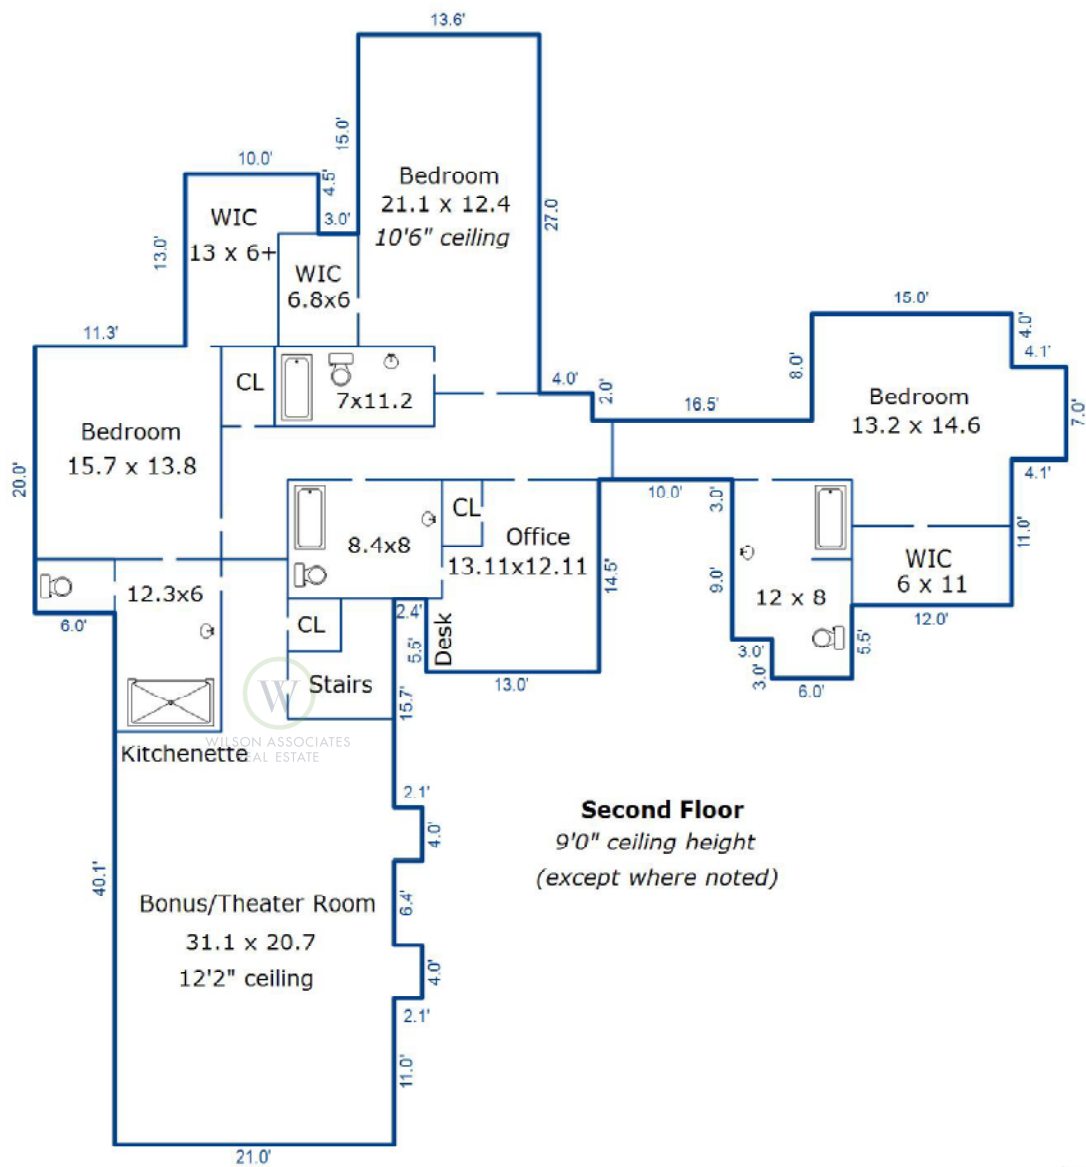 13.6'
15.0'
10.0'
4.5'
Bedroom
21.1 x 12.4
10'6" ceiling
27.0
3.0'
WIC
13 x 6+
13.0'
WIC
6.8x6
15.0'
4.0'
4.1'
11.3'
8.0'
CL
7x11.2
4.0'
2.0'
16.5'
Bedroom
13.2 x 14.6
7.0'
Bedroom
15.7 x 13.8
20.0'
4.1'
10.0'
3.0'
CL
Office
13.11x12.11
8.4x8
14.5'
11.0'
WIC
6 x 11
9.0'
12.3x6
12 x 8
6.0'
2.4'
12.0'
CL
5.5'
Desk
5.5'
3.0'
3.0'
6.0'
Stairs
15.7'
13.0'
W
WILSON ASSOCIATES
REAL ESTATE
Kitchenette
2.1'
4.0'
Second Floor
9'0" ceiling height
(except where noted)
40.1'
6.4'
Bonus/Theater Room
31.1 x 20.7
12'2" ceiling
4.0'
2.1'
11.0'
21.0'